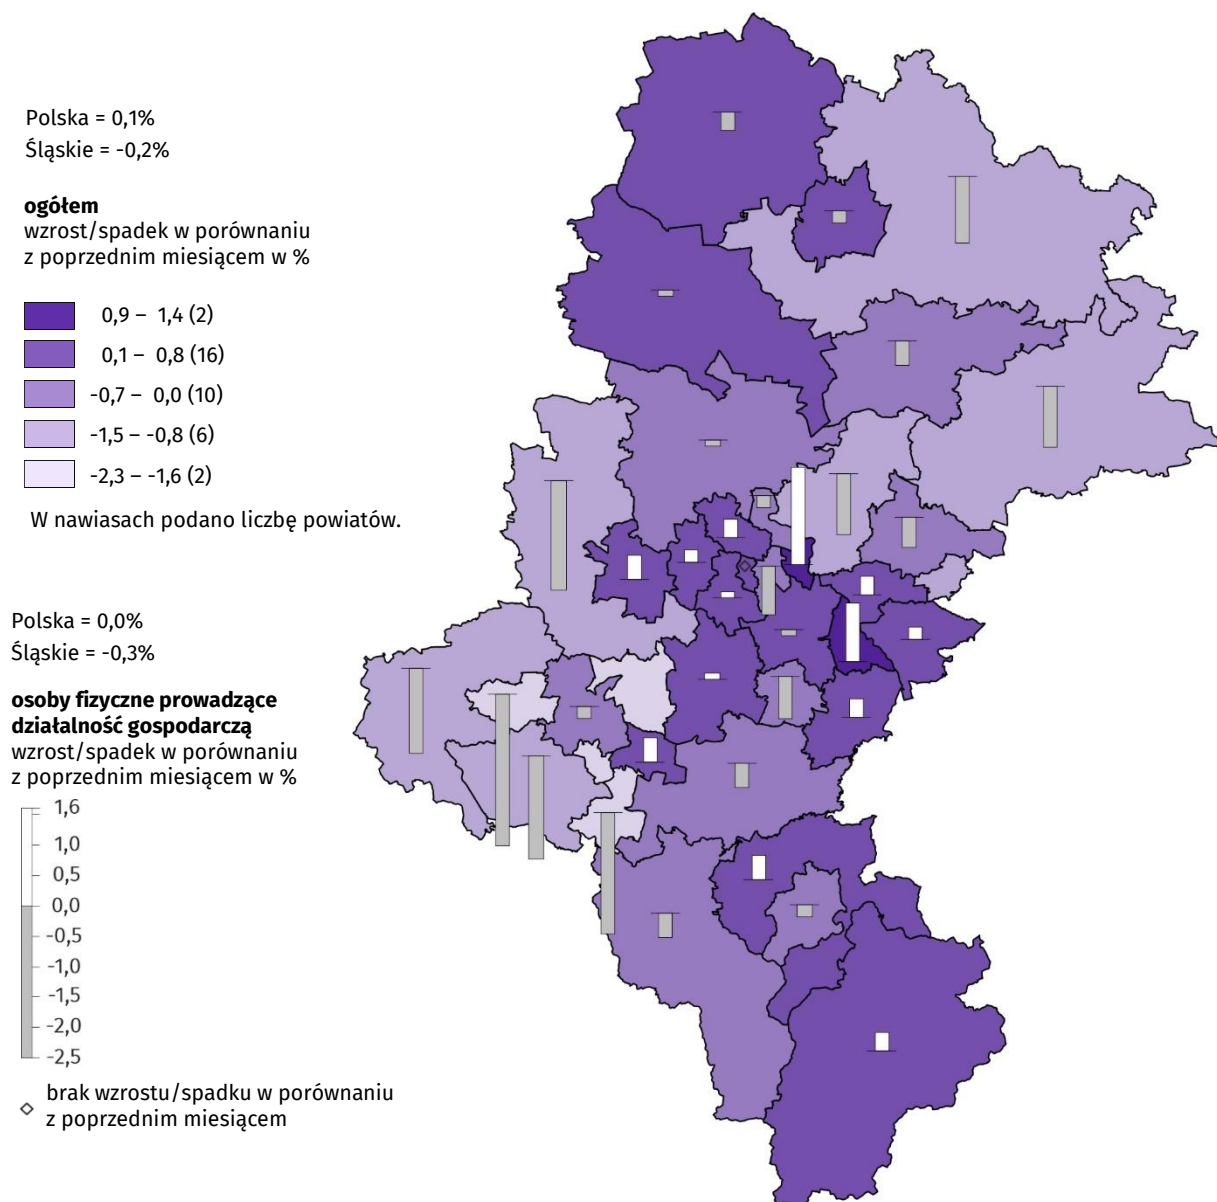 Polska = 0,1%
Śląskie = -0,2%
ogółem
wzrost/spadek w porównaniu
z poprzednim miesiącem w %
0,9 – 1,4 (2)
0,1 – 0,8 (16)
-0,7 – 0,0 (10)
-1,5 – -0,8 (6)
-2,3 – -1,6 (2)
W nawiasach podano liczbę powiatów.
Polska = 0,0%
Śląskie = -0,3%
osoby fizyczne prowadzące
działalność gospodarczą
wzrost/spadek w porównaniu
z poprzednim miesiącem w %
1,6
1,0
0,5
0,0
-0,5
-1,0
-1,5
-2,0
-2,5
brak wzrostu/spadku w porównaniu
z poprzednim miesiącem